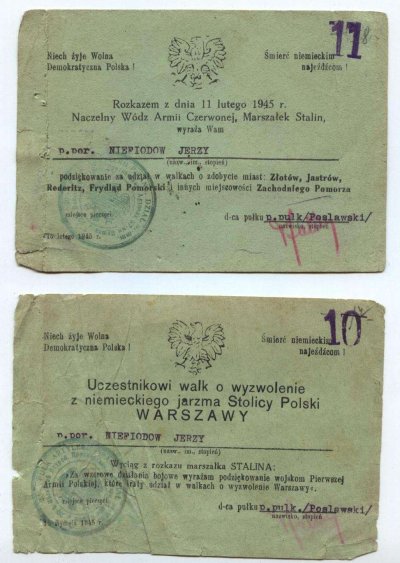 Niech żyje Wolna
Demokratyczna Polska !
Śmierć niemieckim
najeźdźcom !
11
Rozkazem z dnia 11 lutego 1945 r.
Naczelny Wódz Armii Czerwonej, Marszałek Stalin,
wyraża Wam
p.por. NIEFIODOW JERZY
(nazw. im., stopień)
podziękowanie za udział w walkach o zdobycie miast: Złotów, Jastrów,
Rederitz, Frydląd Pomorski i innych miejscowości Zachodniego Pomorza
miejsce pieczęci
d-ca pułku p.pułk/Posławski/
nazwisko, stopień
lutego 1945 r.
Niech żyje Wolna
Demokratyczna Polska !
Śmierć niemieckim
najeźdźcom !
10
Uczestnikowi walk o wyzwolenie
z niemieckiego jarzma Stolicy Polski
WARSZAWY
p.por. NIEFIODOW JERZY
(nazw. im., stopień)
Wyciąg z rozkazu marszałka STALINA:
»Za wzorowe działania bojowe wyrażam podziękowanie wojskom Pierwszej
Armii Polskiej, które brały udział w walkach o wyzwolenie Warszawy«.
miejsce pieczęci
d-ca pułku p.pułk./Posławski/
nazwisko, stopień
stycznia 1945 r.